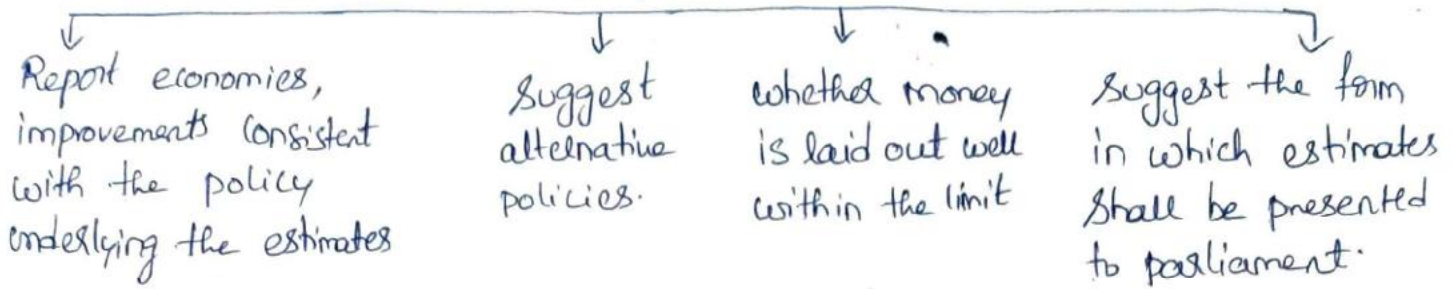 Report economies,
improvements consistent
with the policy
underlying the estimates
Suggest
alternative
policies.
whether money
is laid out well
within the limit
Suggest the form
in which estimates
shall be presented
to parliament.